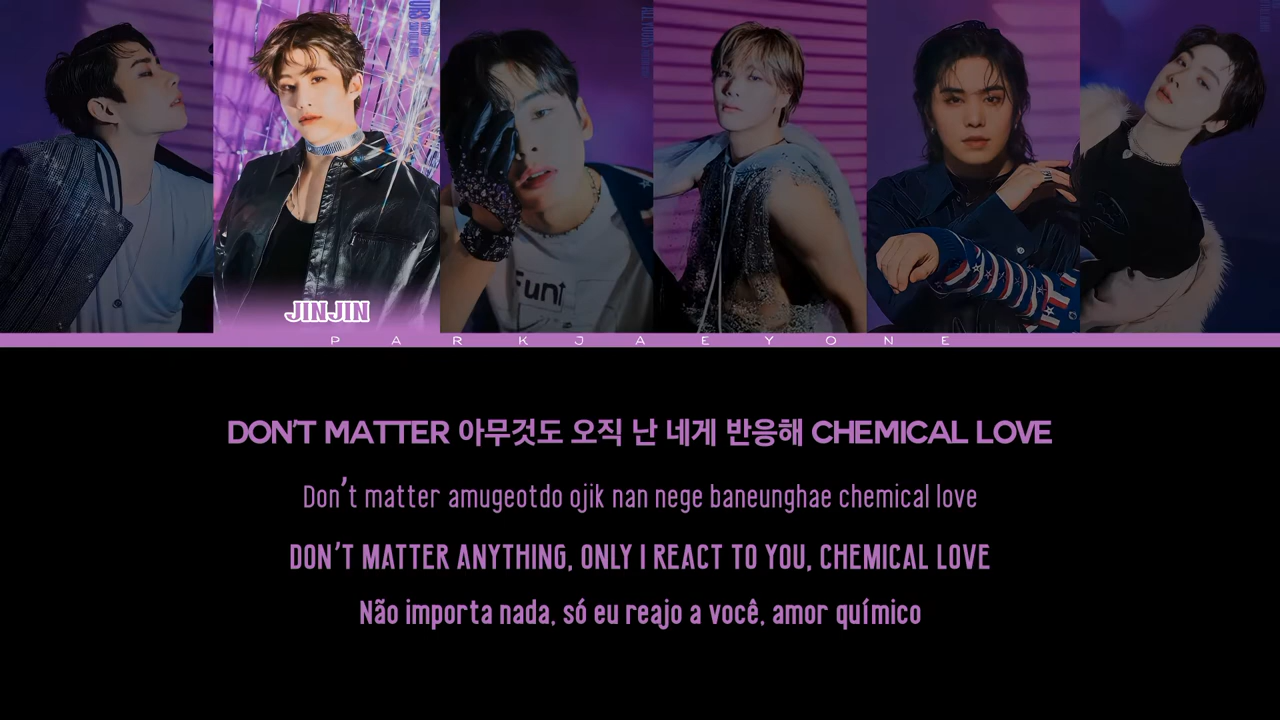 JINJIN
PARKJAEYONE
DON'T MATTER 아무것도 오직 난 네게 반응해 CHEMICAL LOVE
Don't matter amugeotdo ojik nan nege baneunghae chemical love
DON'T MATTER ANYTHING, ONLY I REACT TO YOU, CHEMICAL LOVE
Não importa nada, só eu reajo a você, amor químico